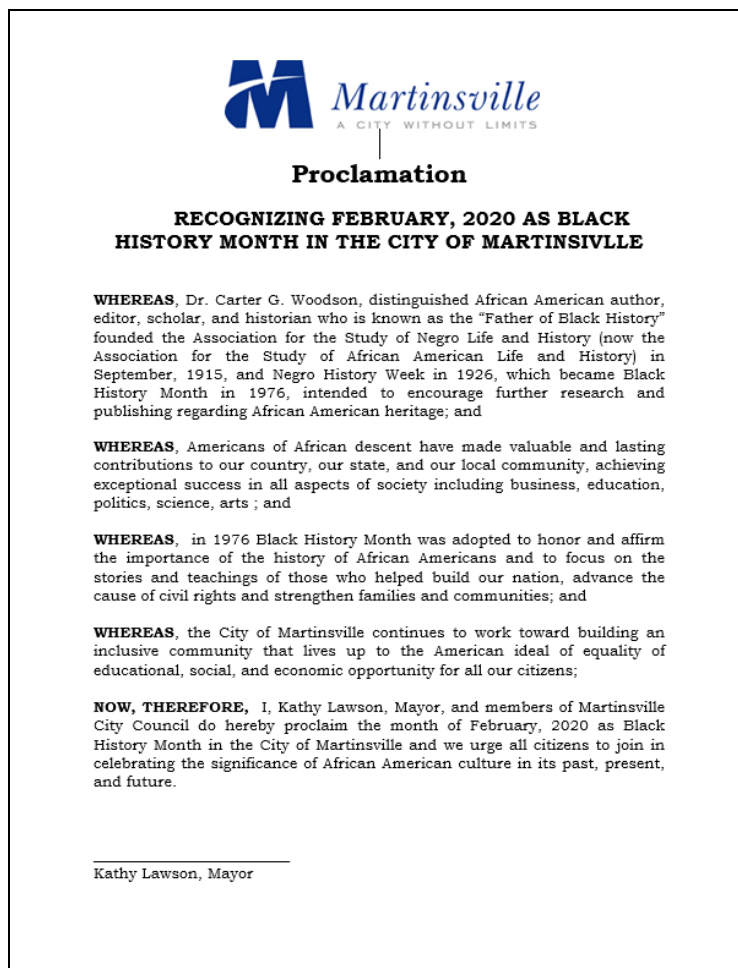 Martinsville
A CITY WITHOUT LIMITS
Proclamation
RECOGNIZING FEBRUARY, 2020 AS BLACK
HISTORY MONTH IN THE CITY OF MARTINSIVLLE
WHEREAS, Dr. Carter G. Woodson, distinguished African American author,
editor, scholar, and historian who is known as the “Father of Black History”
founded the Association for the Study of Negro Life and History (now the
Association for the Study of African American Life and History) in
September, 1915, and Negro History Week in 1926, which became Black
History Month in 1976, intended to encourage further research and
publishing regarding African American heritage; and
WHEREAS, Americans of African descent have made valuable and lasting
contributions to our country, our state, and our local community, achieving
exceptional success in all aspects of society including business, education,
politics, science, arts ; and
WHEREAS,  in 1976 Black History Month was adopted to honor and affirm
the importance of the history of African Americans and to focus on the
stories and teachings of those who helped build our nation, advance the
cause of civil rights and strengthen families and communities; and
WHEREAS, the City of Martinsville continues to work toward building an
inclusive community that lives up to the American ideal of equality of
educational, social, and economic opportunity for all our citizens;
NOW, THEREFORE,  I, Kathy Lawson, Mayor, and members of Martinsville
City Council do hereby proclaim the month of February, 2020 as Black
History Month in the City of Martinsville and we urge all citizens to join in
celebrating the significance of African American culture in its past, present,
and future.
Kathy Lawson, Mayor